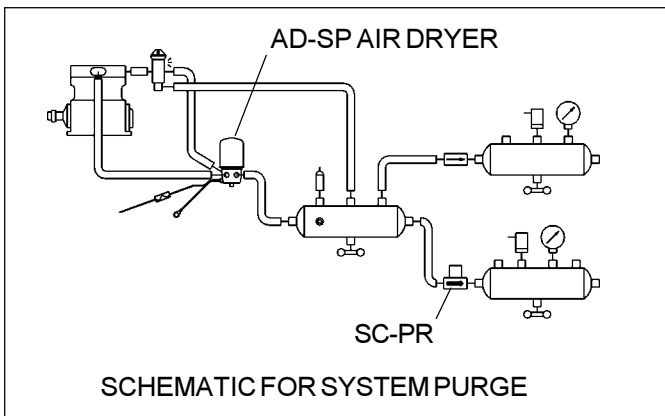 AD-SP AIR DRYER
SC-PR
SCHEMATIC FOR SYSTEM PURGE